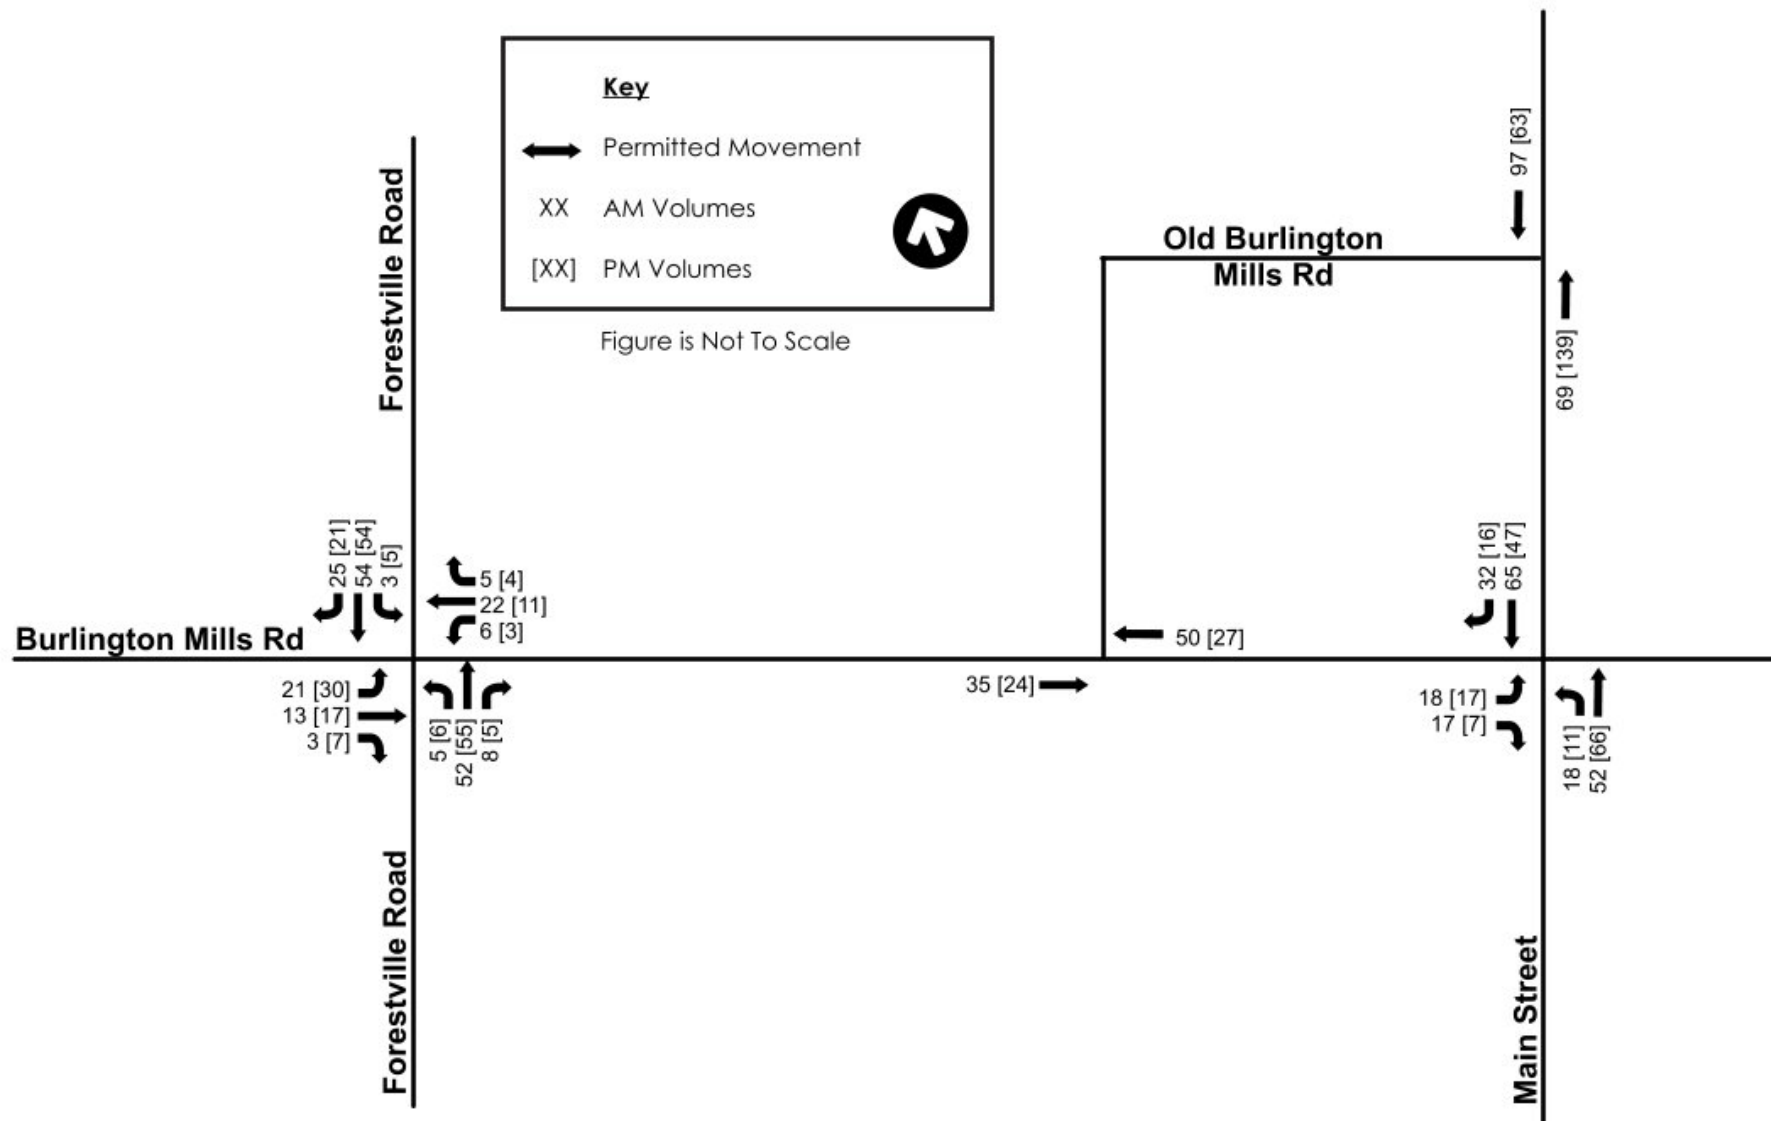 Key
Permitted Movement
XX AM Volumes
[XX] PM Volumes
Figure is Not To Scale
Forestville Road
Old Burlington
Mills Rd
97 [63]
69 [139]
25 [21]
54 [54]
3 [5]
5 [4]
22 [11]
6 [3]
Burlington Mills Rd
21 [30]
13 [17]
3 [7]
5 [6]
52 [55]
8 [5]
50 [27]
35 [24]
32 [16]
65 [47]
18 [17]
17 [7]
18 [11]
52 [66]
Forestville Road
Main Street